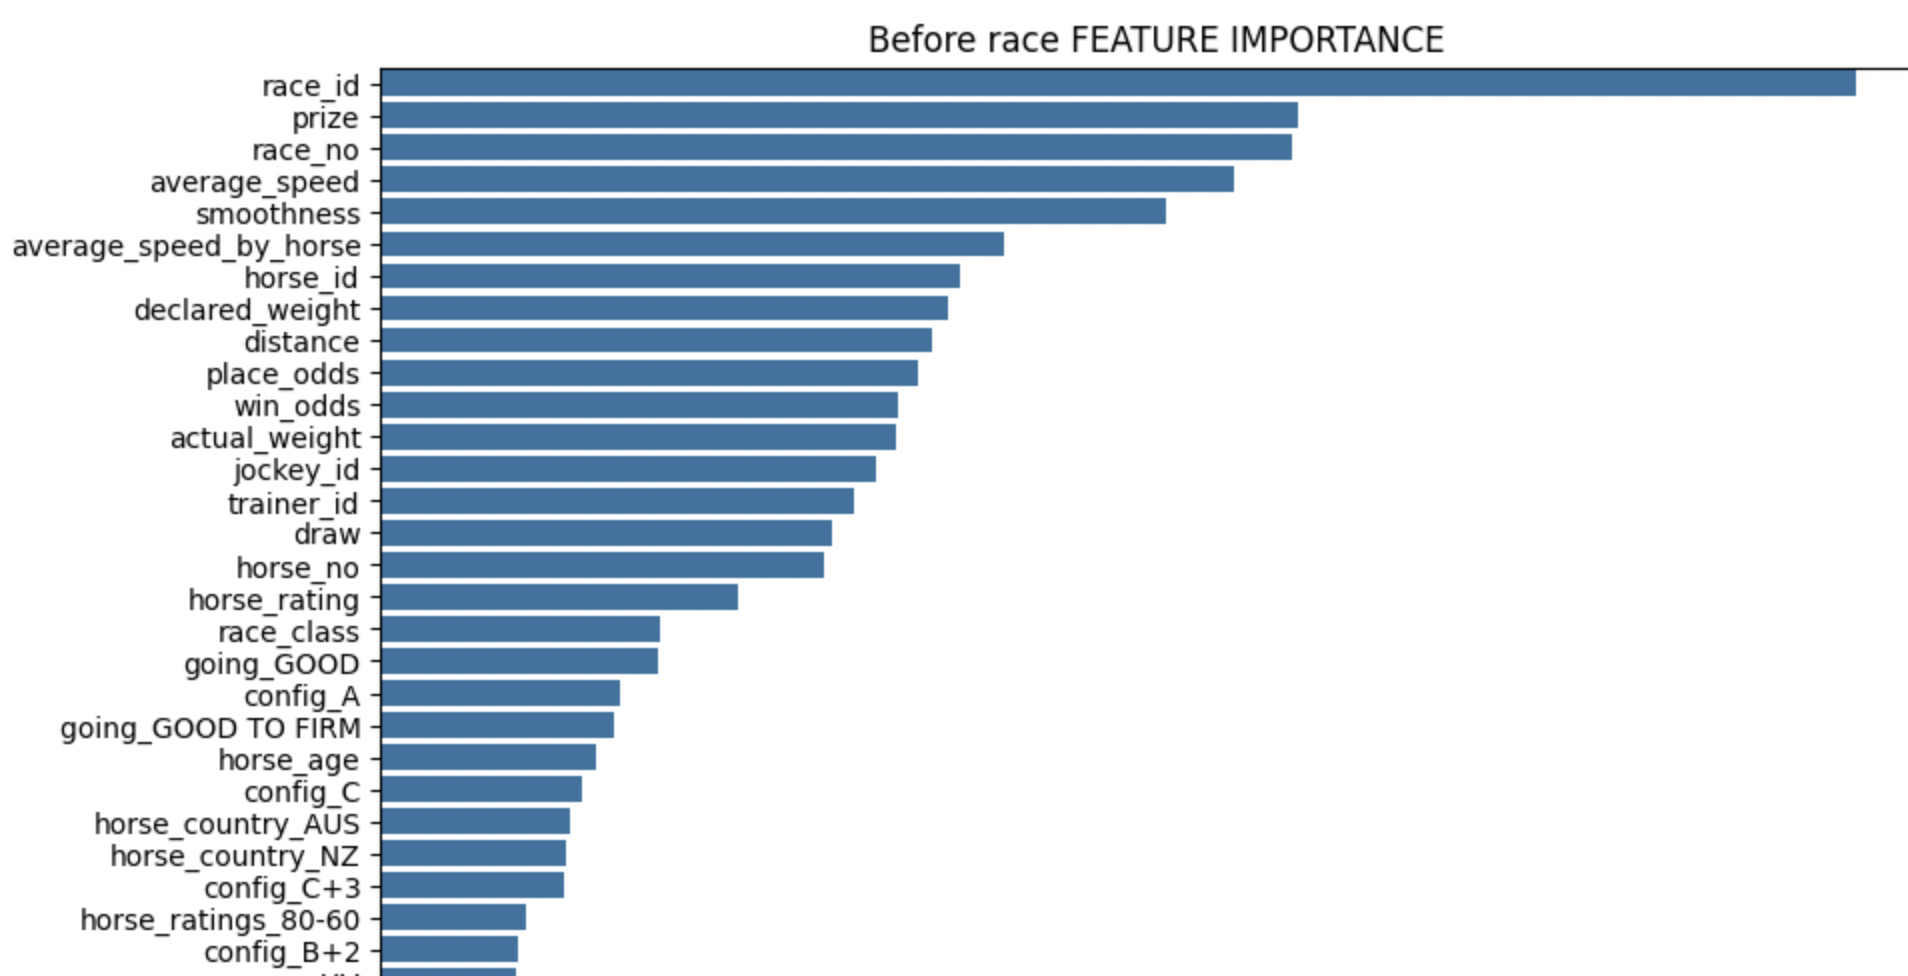 Before race FEATURE IMPORTANCE
race_id
prize
race_no
average_speed
smoothness
average_speed_by_horse
horse_id
declared_weight
distance
place_odds
win_odds
actual_weight
jockey_id
trainer_id
draw
horse_no
horse_rating
race_class
going_GOOD
config_A
going_GOOD TO FIRM
horse_age
config_C
horse_country_AUS
horse_country_NZ
config_C+3
horse_ratings_80-60
config_B+2